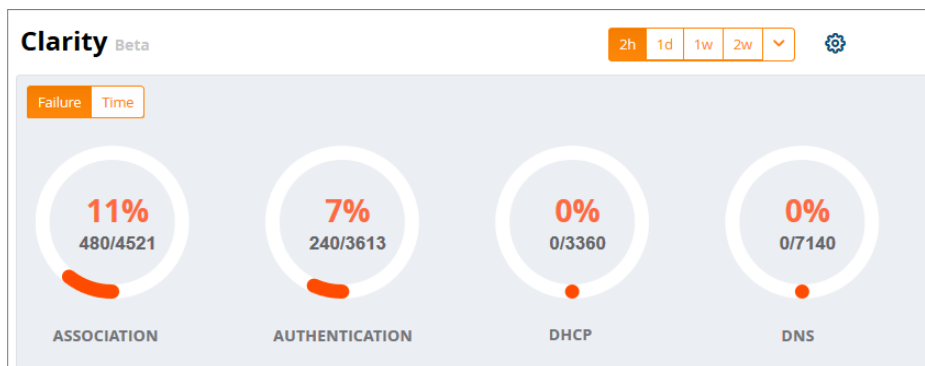 Clarity Beta
2h 1d 1w 2w
Failure Time
11% 7% 0% 0%
480/4521 240/3613 0/3360 0/7140
ASSOCIATION AUTHENTICATION DHCP DNS